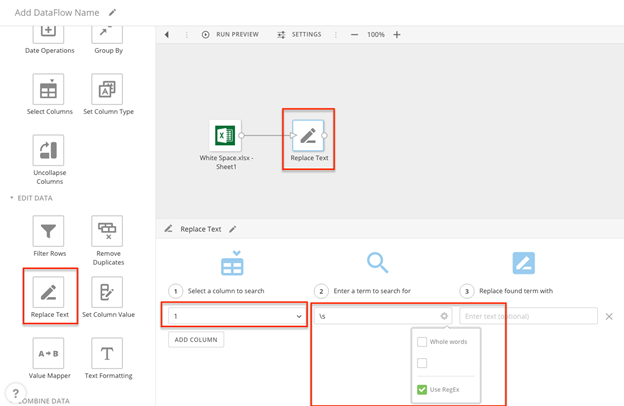 Add DataFlow Name
Date Operations
Group By
Select Columns
Set Column Type
Uncollapse
Columns
EDIT DATA
Filter Rows
Remove
Duplicates
Replace Text
Set Column Value
A→B
Value Mapper
T
Text Formatting
?
COMBINE DATA
RUN PREVIEW
SETTINGS
— 100% +
White Space.xlsx -
Sheet1
Replace Text
Replace Text
1 Select a column to search
2 Enter a term to search for
3 Replace found term with
1
\s
Enter text (optional)
ADD COLUMN
Whole words
Use RegEx